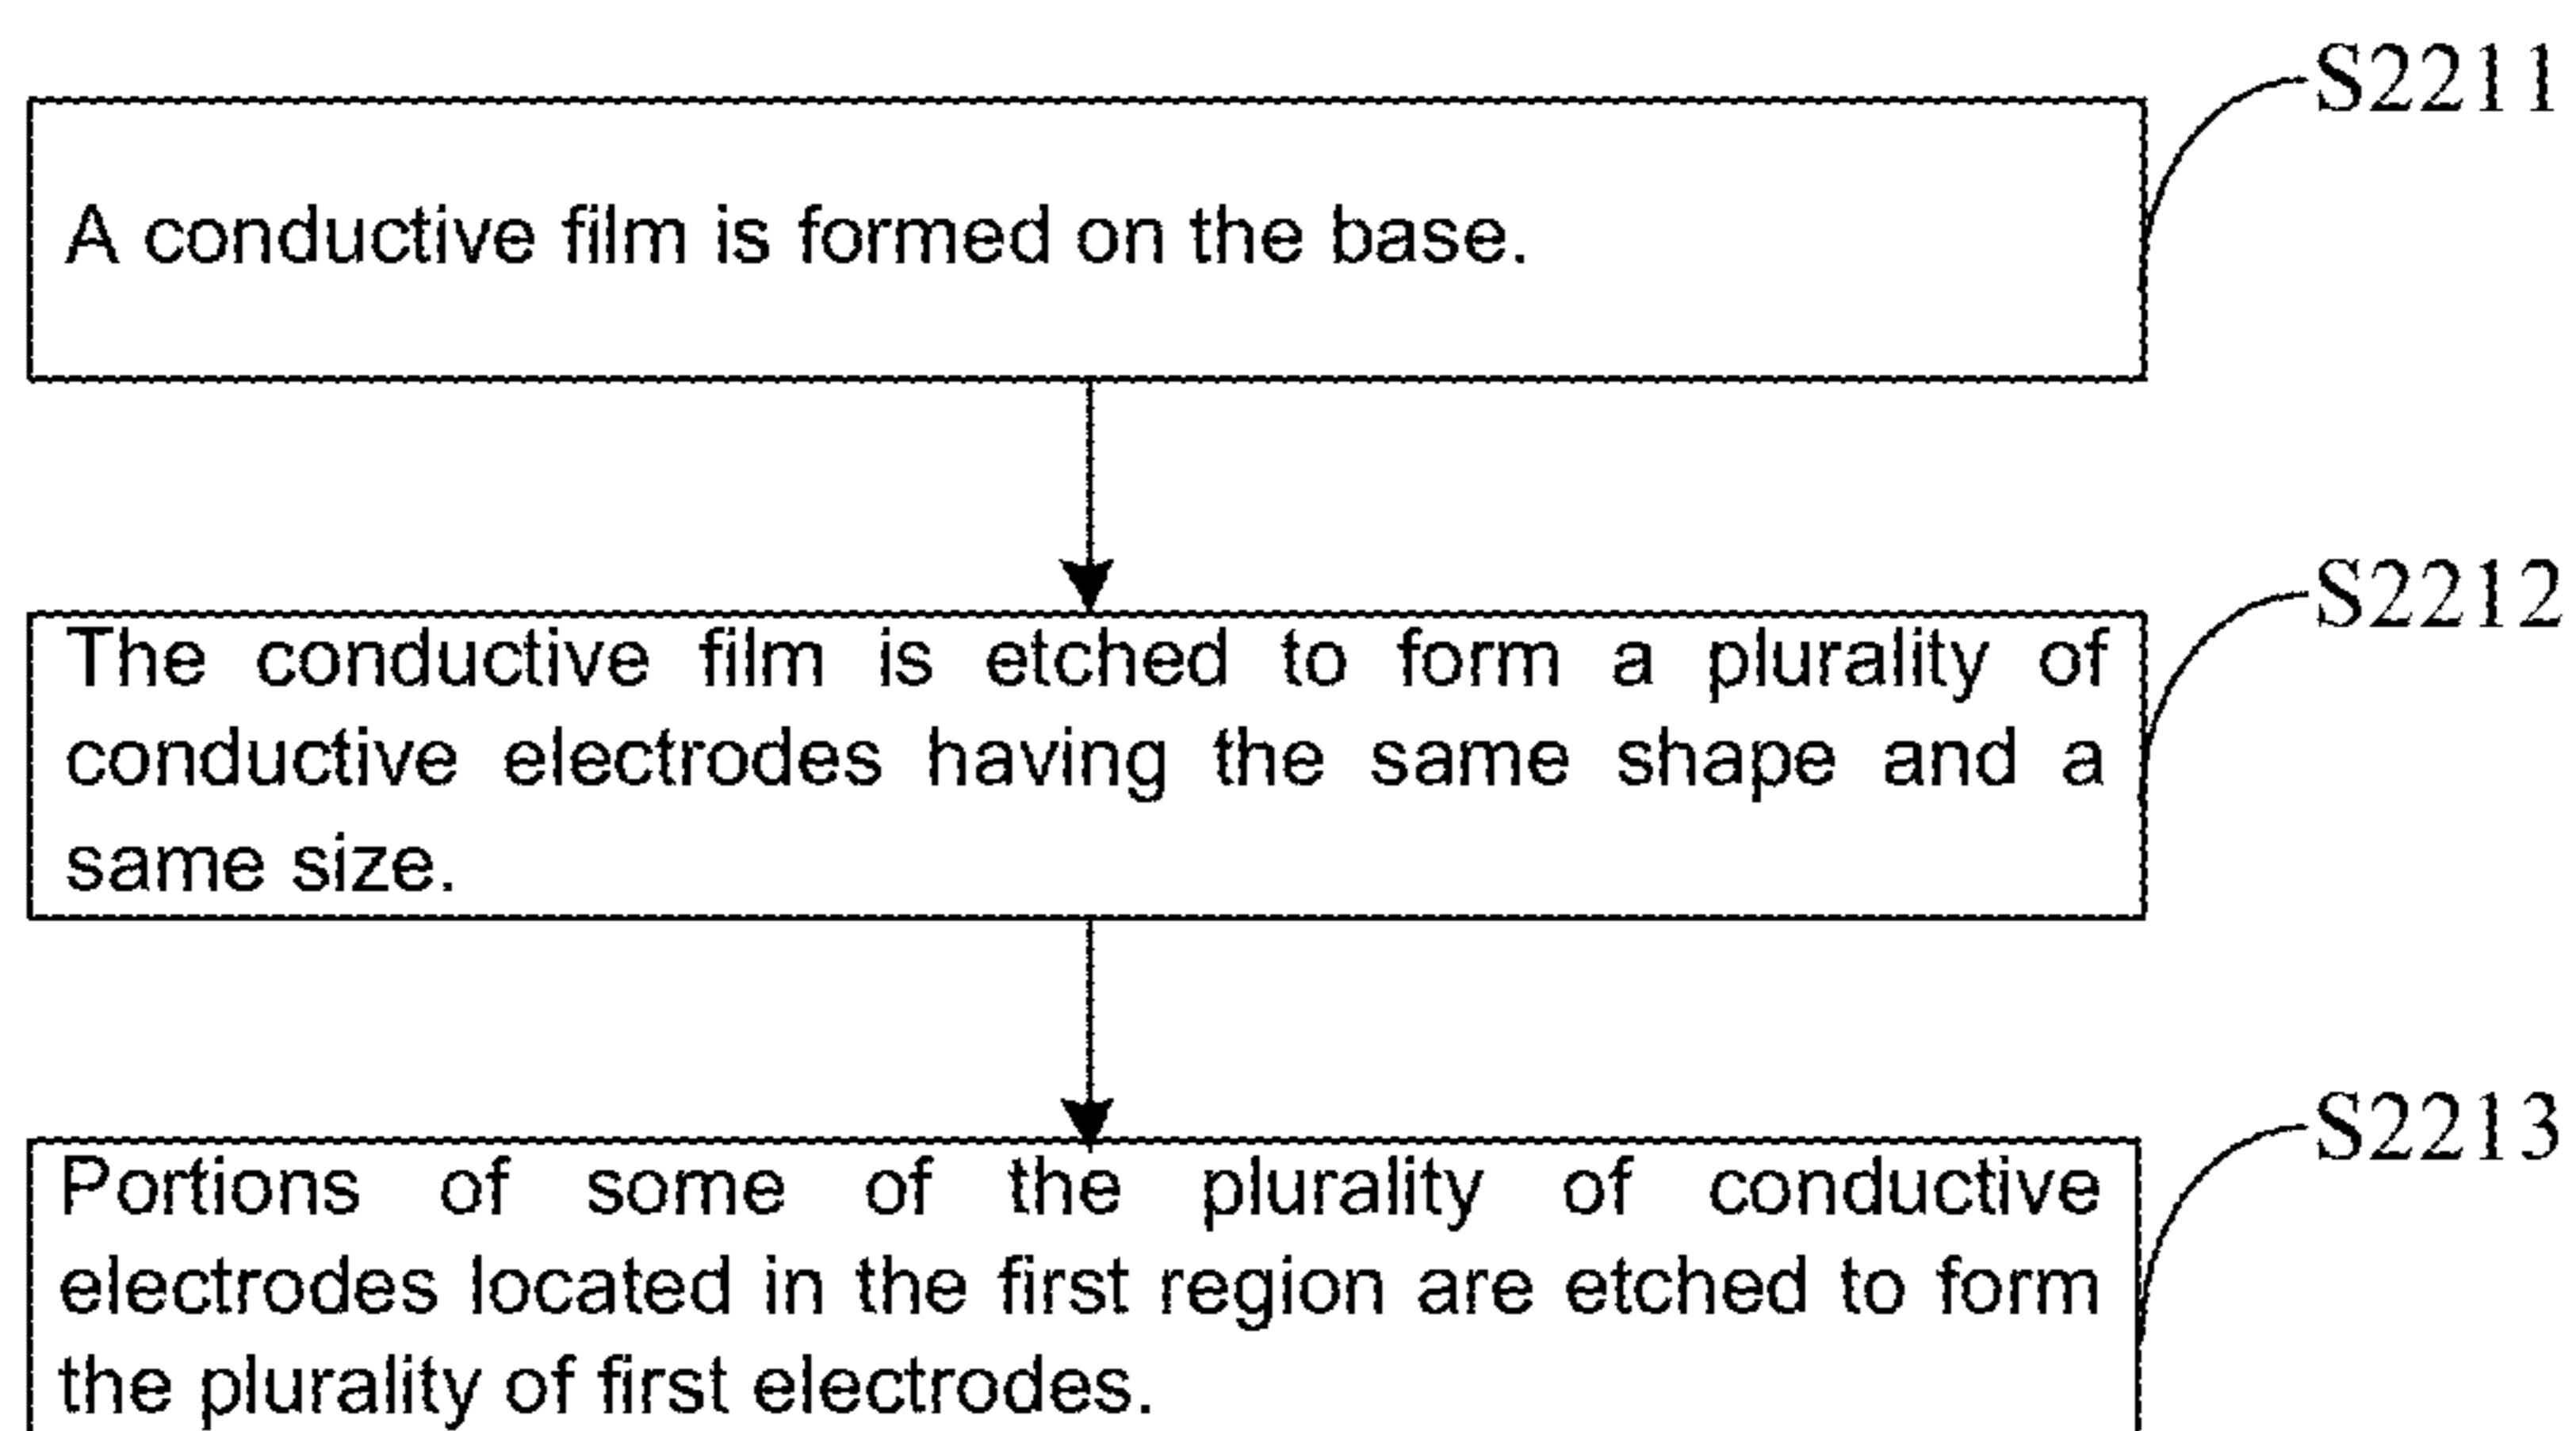 S2211
A conductive film is formed on the base.
S2212
The conductive film is etched to form a plurality of
conductive electrodes having the same shape and a
same size.
S2213
Portions of some of the plurality of conductive
electrodes located in the first region are etched to form
the plurality of first electrodes.